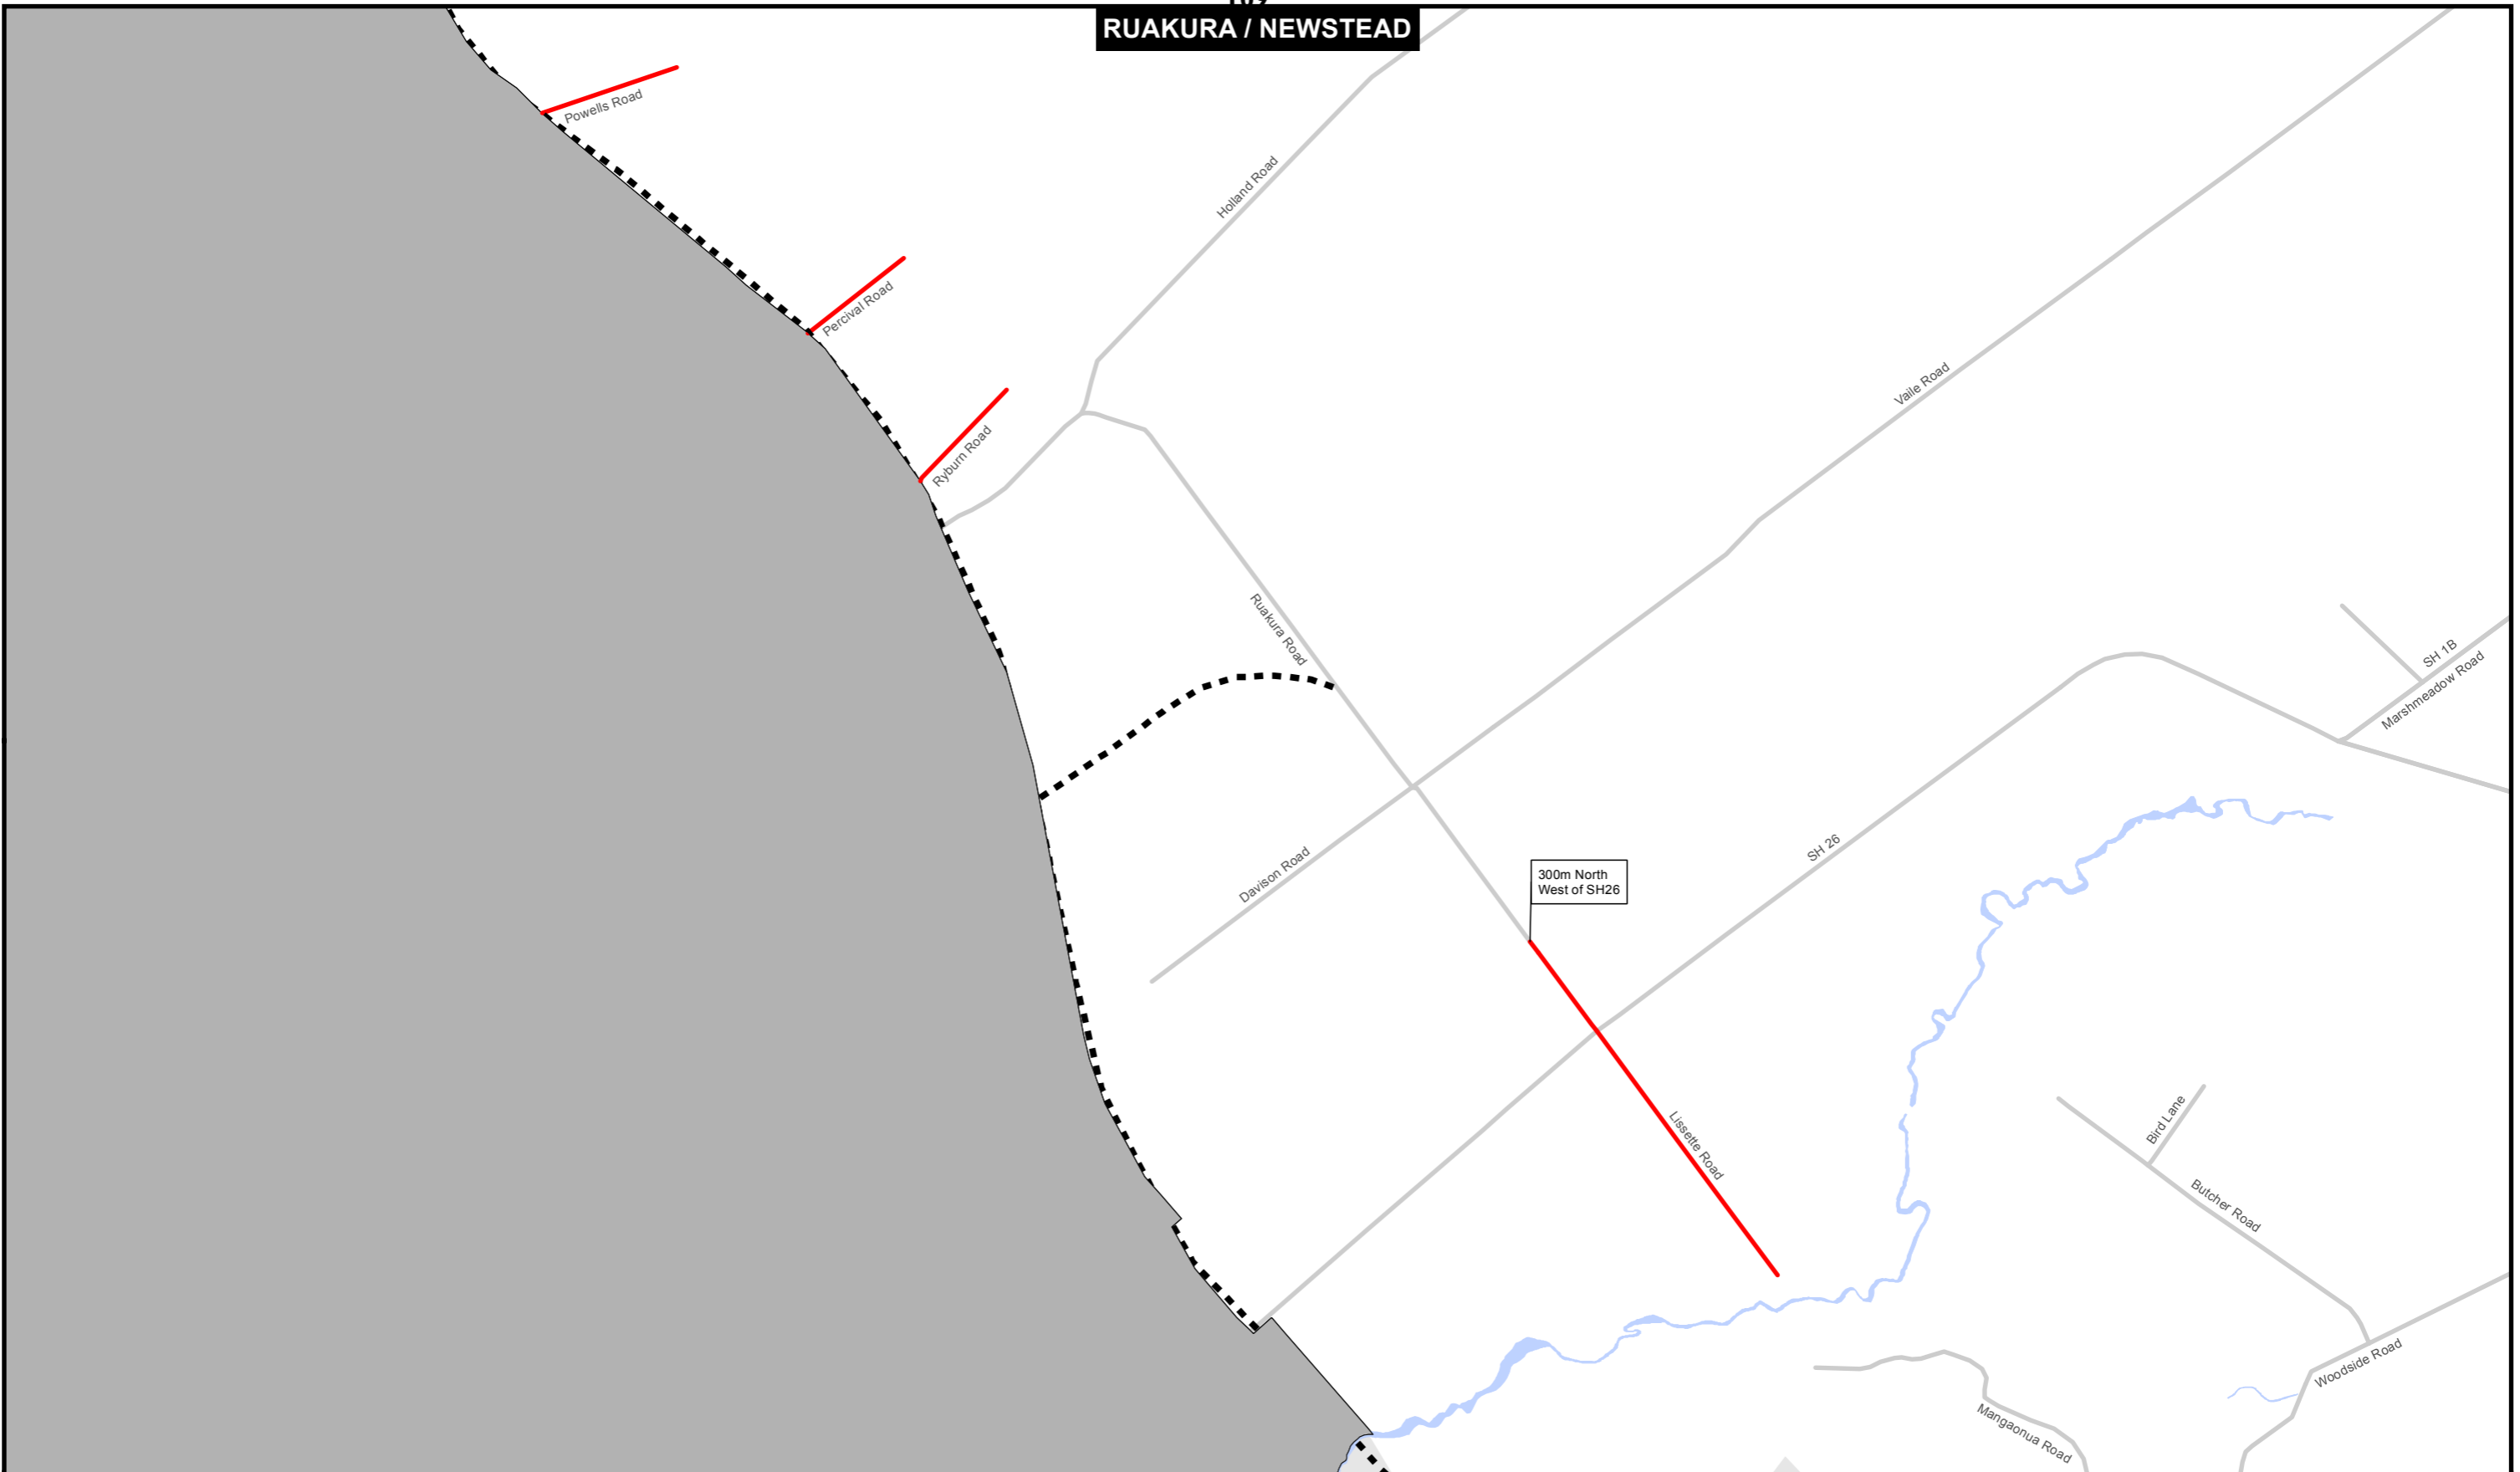 RUAKURA / NEWSTEAD
Powells Road
Holland Road
Percival Road
Ryburn Road
Vaile Road
Ruakura Road
SH 1B
Marshmeadow Road
Davison Road
SH 26
300m North
West of SH26
Lissette Road
Bird Lane
Butcher Road
Woodside Road
Mangaonua Road